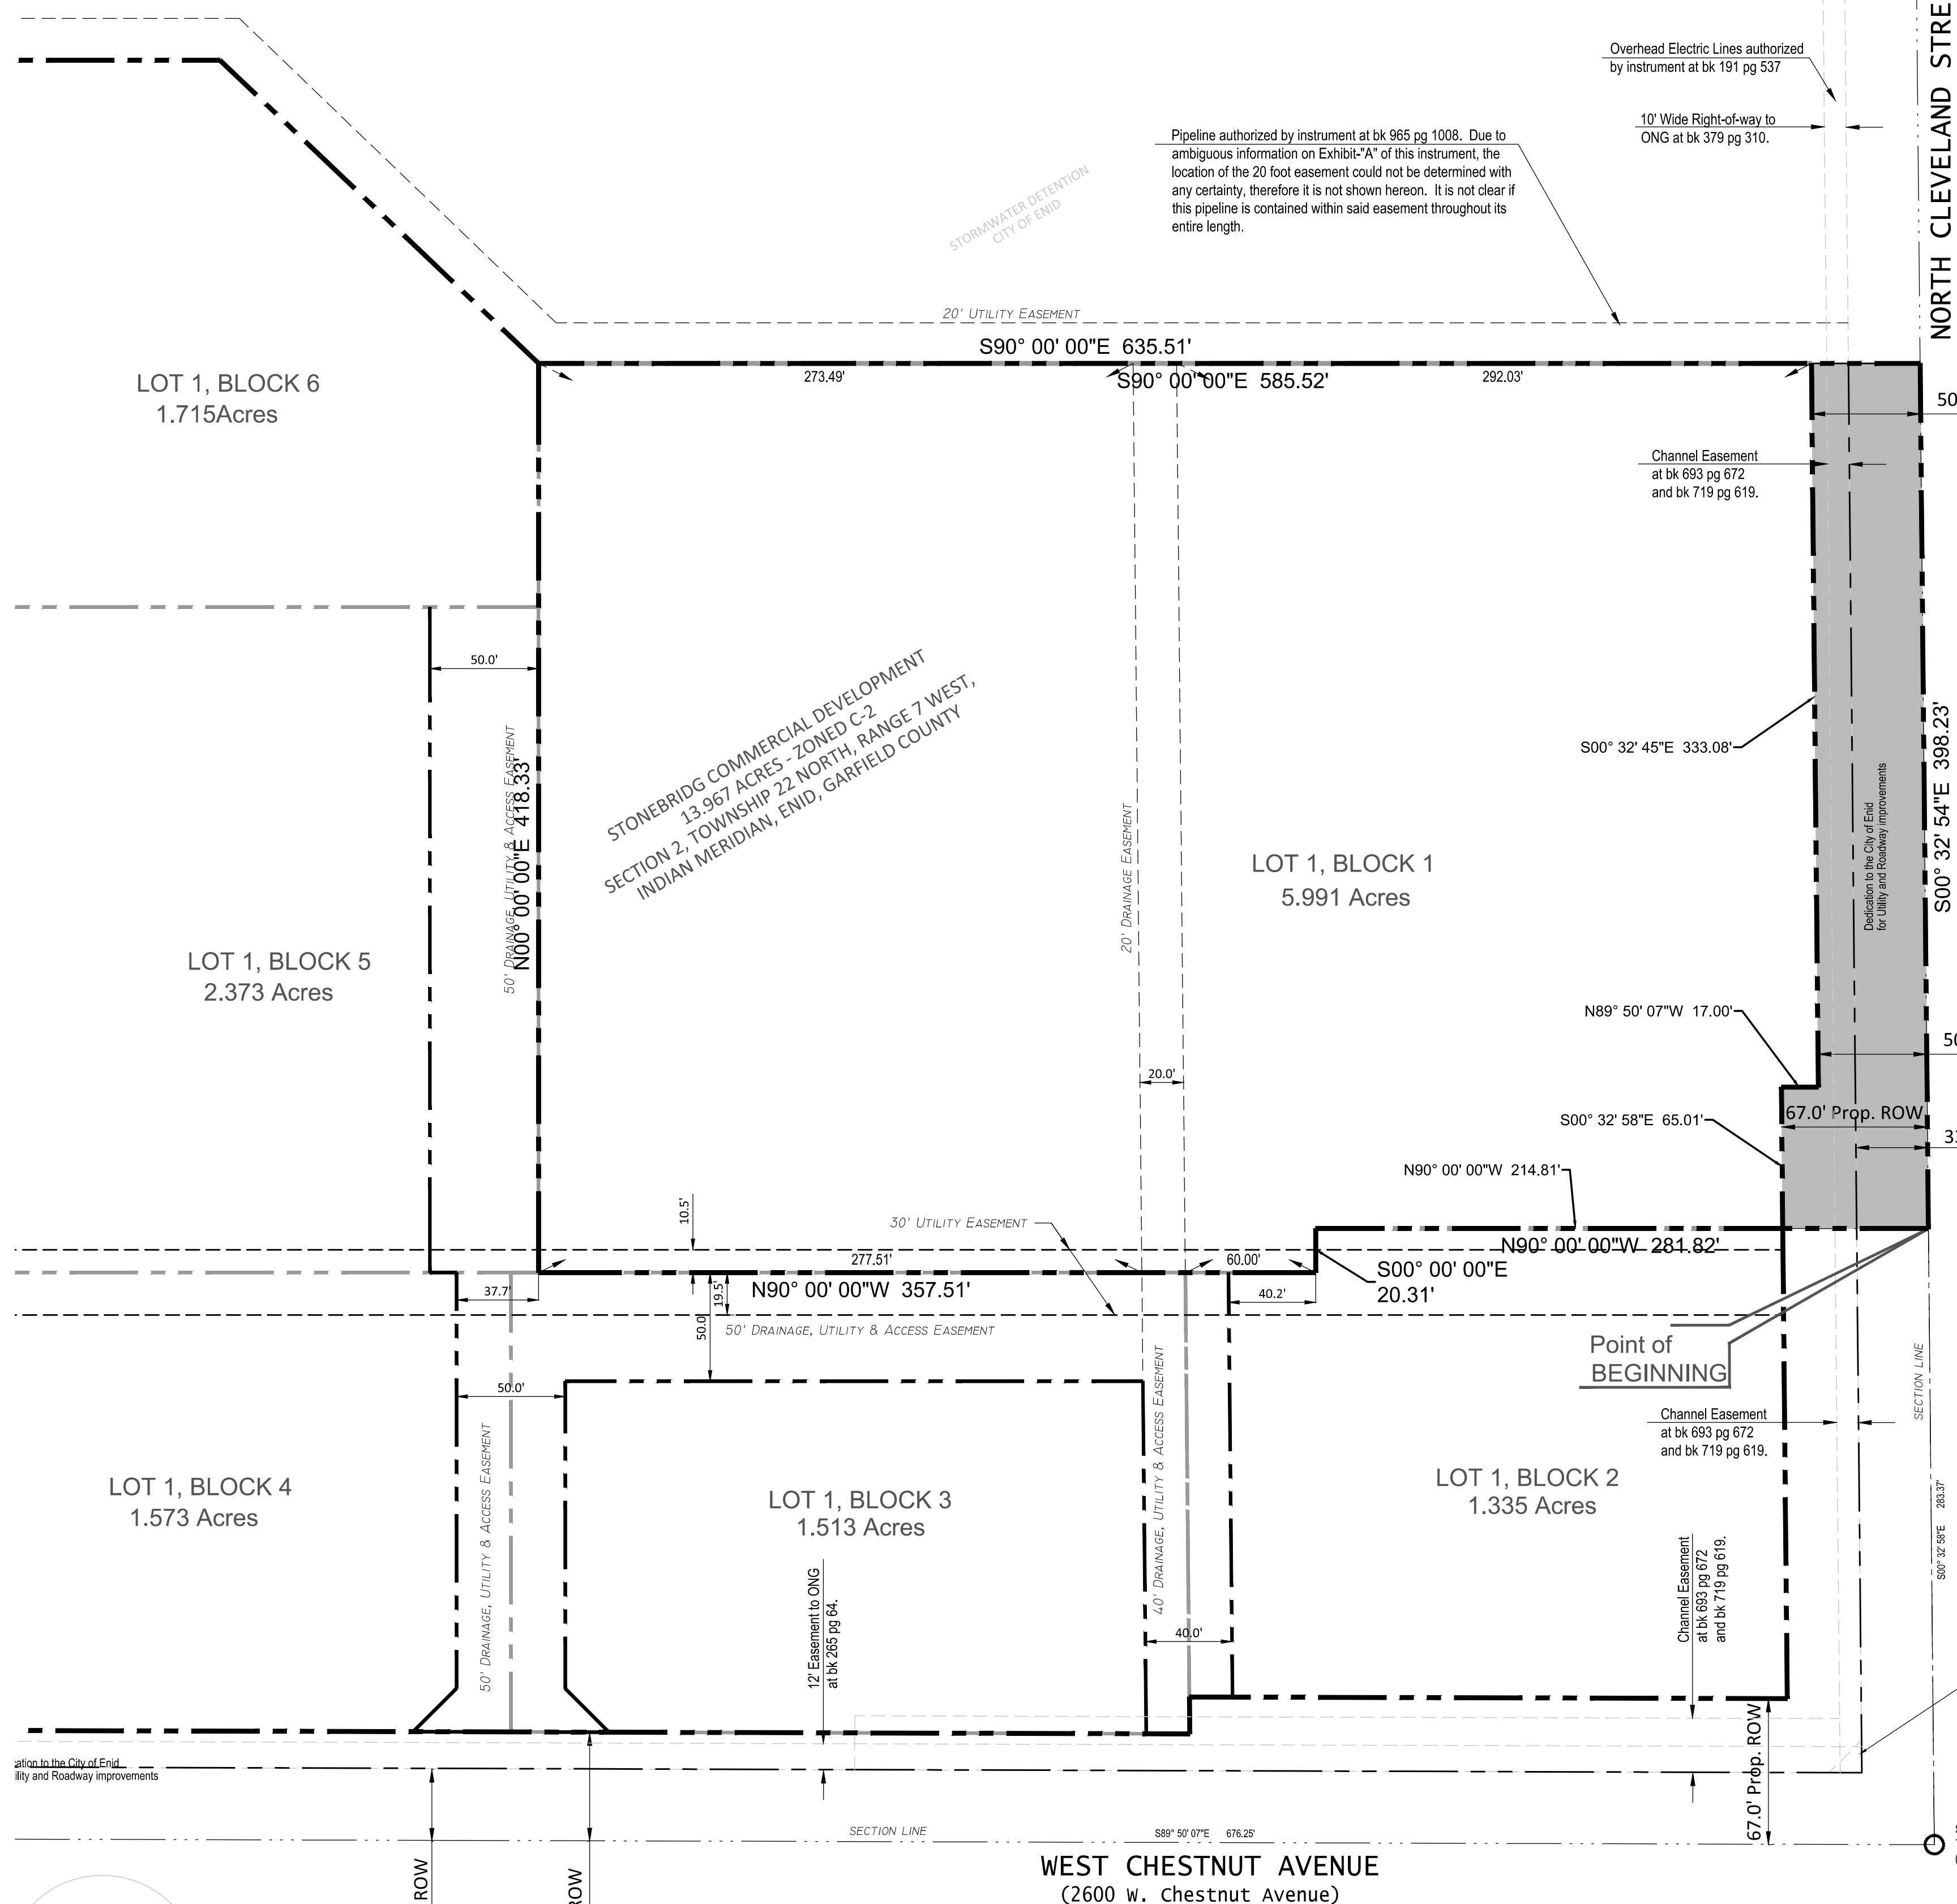 NORTH CLEVELAND STRE
Overhead Electric Lines authorized
by instrument at bk 191 pg 537
10' Wide Right-of-way to
ONG at bk 379 pg 310.
Pipeline authorized by instrument at bk 965 pg 1008. Due to
ambiguous information on Exhibit-"A" of this instrument, the
location of the 20 foot easement could not be determined with
any certainty, therefore it is not shown hereon. It is not clear if
this pipeline is contained within said easement throughout its
entire length.
STORMWATER DETENTION
CITY OF ENID
20' UTILITY EASEMENT
S90° 00' 00"E 635.51'
273.49'
S90° 00' 00"E 585.52'
292.03'
LOT 1, BLOCK 6
1.715Acres
50
Channel Easement
at bk 693 pg 672
and bk 719 pg 619.
50.0'
50' DRAINAGE, UTILITY & ACCESS EASEMENT
N00° 00' 00"E 418.33'
STONEBRIDG COMMERCIAL DEVELOPMENT
13.967 ACRES - ZONED C-2
SECTION 2, TOWNSHIP 22 NORTH, RANGE 7 WEST,
INDIAN MERIDIAN, ENID, GARFIELD COUNTY
20' DRAINAGE EASEMENT
S00° 32' 45"E 333.08'
Dedication to the City of Enid
for Utility and Roadway improvements
S00° 32' 54"E 398.23'
LOT 1, BLOCK 1
5.991 Acres
LOT 1, BLOCK 5
2.373 Acres
N89° 50' 07"W 17.00'
50
20.0'
S00° 32' 58"E 65.01'
67.0' Prop. ROW
33
N90° 00' 00"W 214.81'
10.5'
30' UTILITY EASEMENT
277.51'
60.00'
N90° 00' 00"W 281.82'
37.7'
N90° 00' 00"W 357.51'
19.5'
50.0'
40.2'
S00° 00' 00"E
20.31'
50' DRAINAGE, UTILITY & ACCESS EASEMENT
Point of
BEGINNING
SECTION LINE
50.0'
Channel Easement
at bk 693 pg 672
and bk 719 pg 619.
LOT 1, BLOCK 4
1.573 Acres
50' DRAINAGE, UTILITY & ACCESS EASEMENT
LOT 1, BLOCK 3
1.513 Acres
40' DRAINAGE, UTILITY & ACCESS EASEMENT
LOT 1, BLOCK 2
1.335 Acres
S00° 32' 58"E 283.37'
12' Easement to ONG
at bk 265 pg 64.
40.0'
Channel Easement
at bk 693 pg 672
and bk 719 pg 619.
67.0' Prop. ROW
ation to the City of Enid
ility and Roadway improvements
SECTION LINE
S89° 50' 07"E 676.25'
ROW
ROW
WEST CHESTNUT AVENUE
(2600 W. Chestnut Avenue)